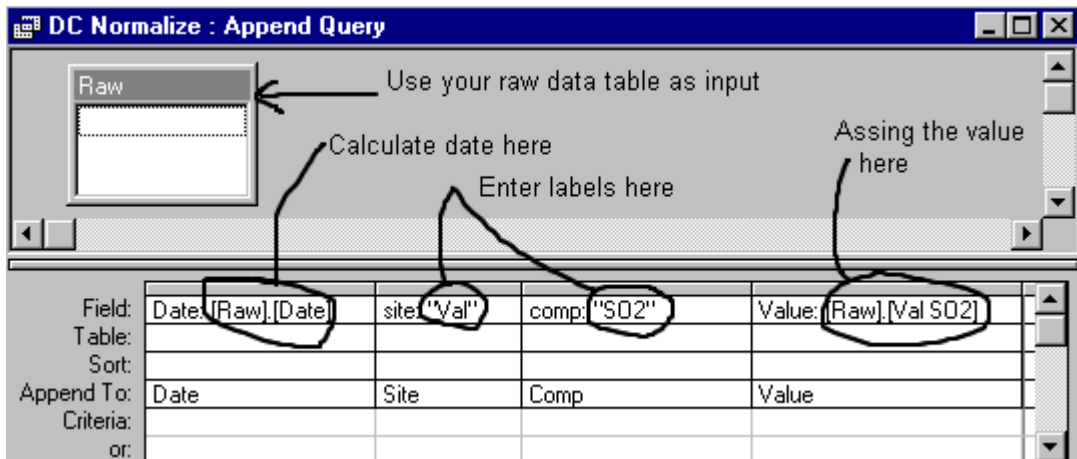 DC Normalize : Append Query
Raw
Use your raw data table as input
Calculate date here
Enter labels here
Assing the value
here
Field: Date: [Raw].[Date] site: "Val" comp: "SO2" Value: [Raw].[Val SO2]
Table:
Sort:
Append To: Date Site Comp Value
Criteria:
or: